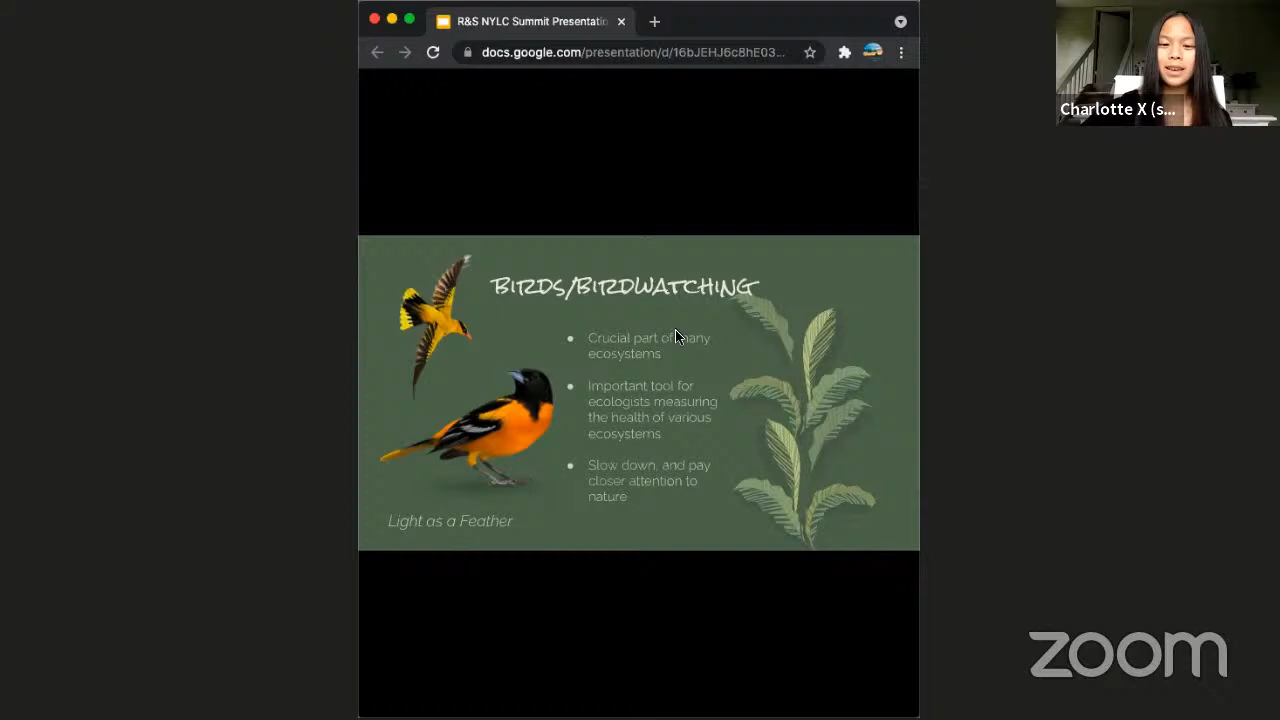 R&S NYLC Summit Presentatio
docs.google.com/presentation/d/16bJEHJ6c8hE03...
Charlotte X (s...
BIRDS/BIRDWATCHING
● Crucial part of many
ecosystems
● Important tool for
ecologists measuring
the health of various
ecosystems
● Slow down, and pay
closer attention to
nature
Light as a Feather
zoom